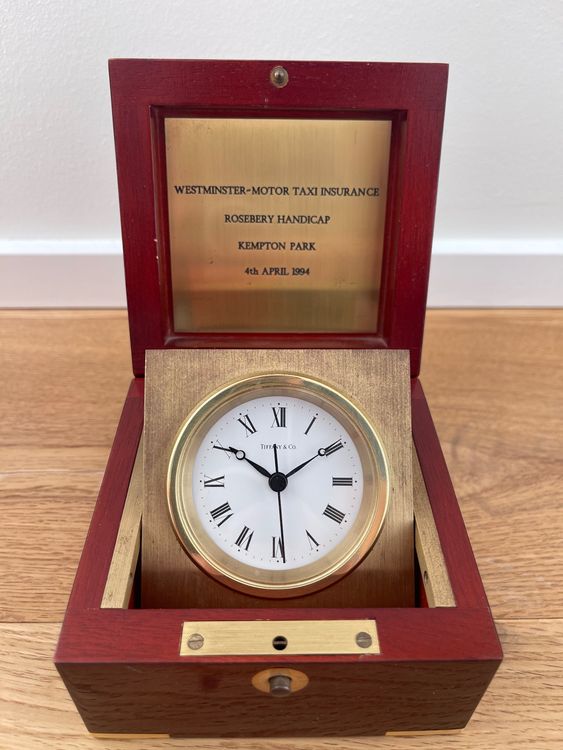 WESTMINSTER-MOTOR TAXI INSURANCE
ROSEBERY HANDICAP
KEMPTON PARK
4th APRIL 1994
XII
I
II
III
IIII
V
VI
VII
VIII
IX
X
XI
TIFFANY & CO.